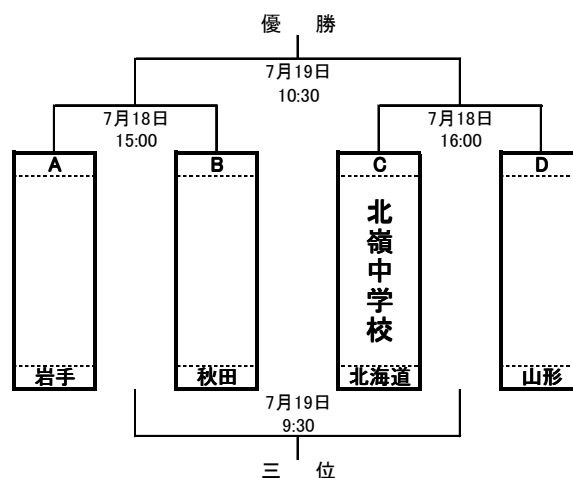 優　勝
7月19日
10:30
7月18日
15:00
7月18日
16:00
A
B
C
D
北嶺中学校
岩手
秋田
北海道
山形
7月19日
9:30
三　位